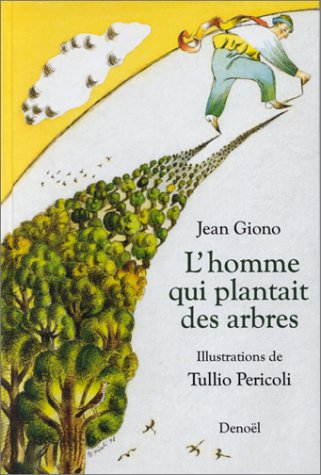 Jean Giono
L'homme
qui plantait
des arbres
Illustrations de
Tullio Pericoli
Denoël